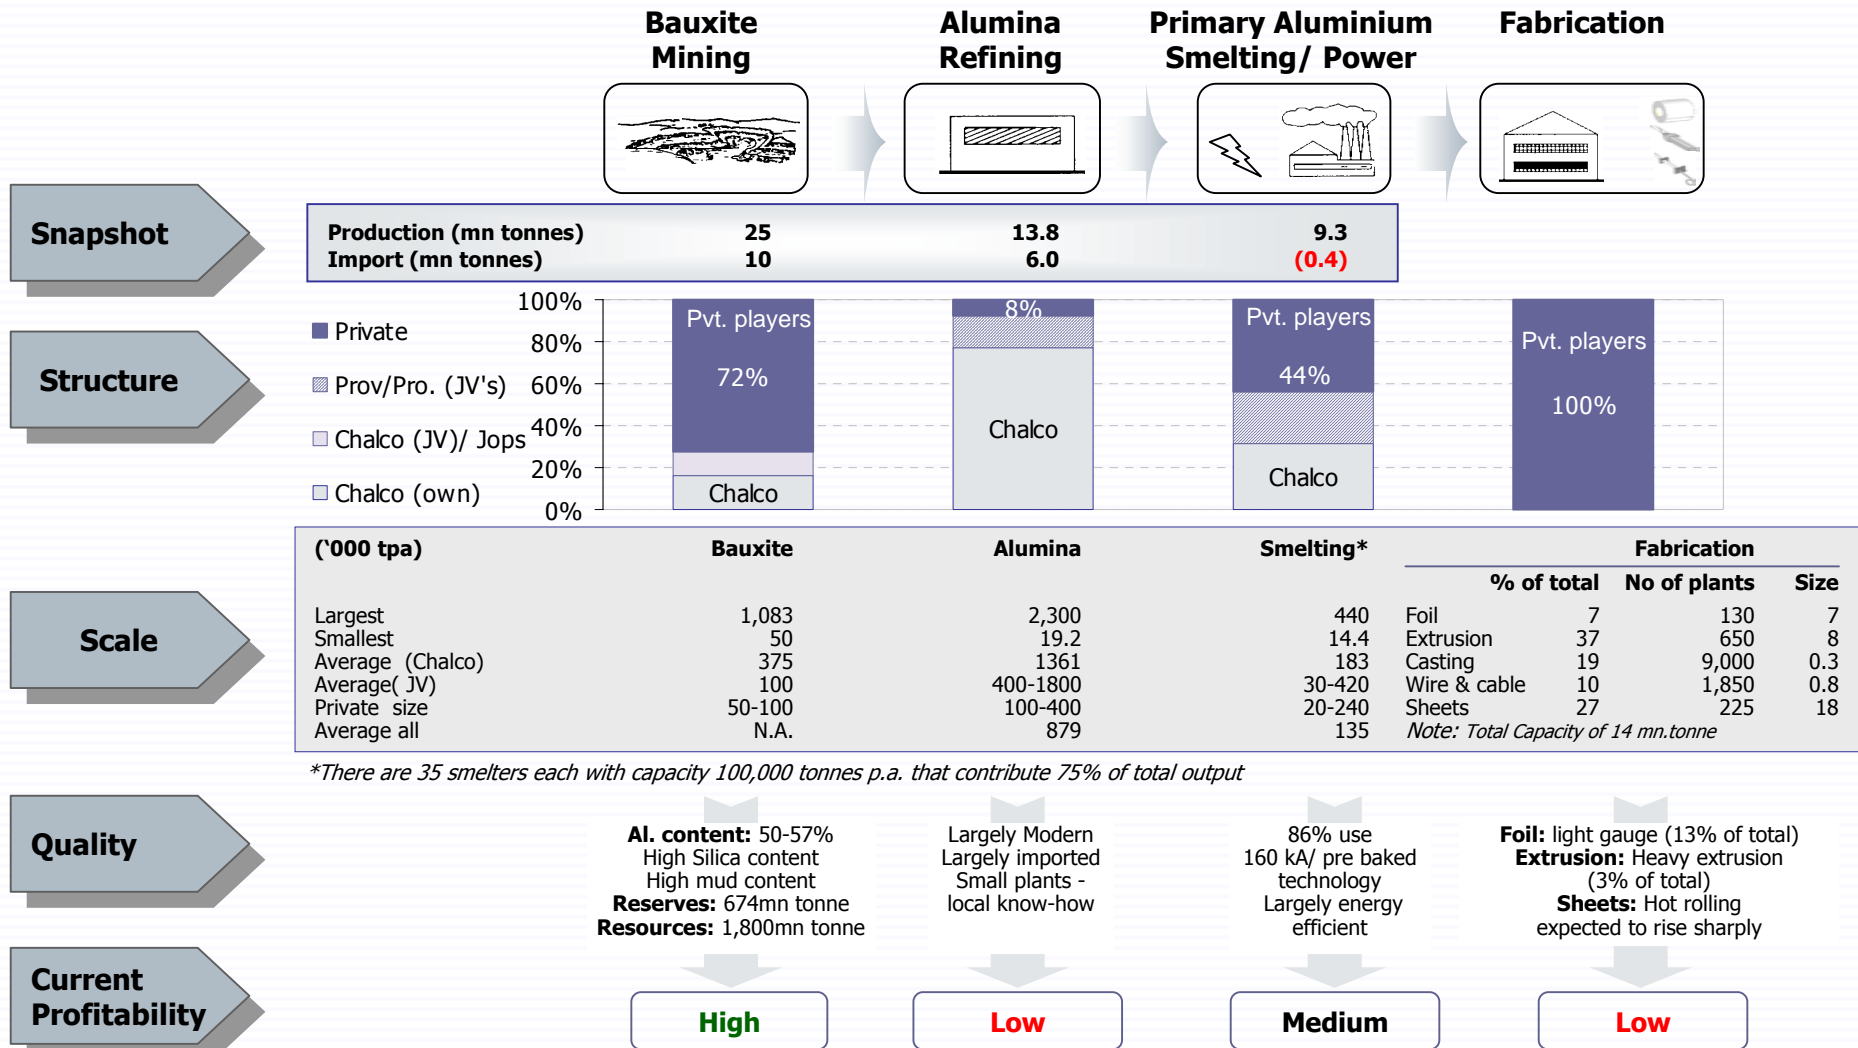 Bauxite Mining
Alumina Refining
Primary Aluminium Smelting/ Power
Fabrication
Snapshot
Production (mn tonnes) 25 13.8 9.3
Import (mn tonnes) 10 6.0 (0.4)
Structure
Private
Prov/Pro. (JV's)
Chalco (JV)/ Jops
Chalco (own)
100%
80%
60%
40%
20%
0%
Pvt. players
72%
Chalco
8%
Chalco
Pvt. players
44%
Chalco
Pvt. players
100%
Scale
(‘000 tpa) Bauxite Alumina Smelting* Fabrication
% of total No of plants Size
Largest 1,083 2,300 440 Foil 7 130 7
Smallest 50 19.2 14.4 Extrusion 37 650 8
Average (Chalco) 375 1361 183 Casting 19 9,000 0.3
Average( JV) 100 400-1800 30-420 Wire & cable 10 1,850 0.8
Private size 50-100 100-400 20-240 Sheets 27 225 18
Average all N.A. 879 135 Note: Total Capacity of 14 mn.tonne
*There are 35 smelters each with capacity 100,000 tonnes p.a. that contribute 75% of total output
Quality
Al. content: 50-57%
High Silica content
High mud content
Reserves: 674mn tonne
Resources: 1,800mn tonne
Largely Modern
Largely imported
Small plants -
local know-how
86% use
160 kA/ pre baked
technology
Largely energy
efficient
Foil: light gauge (13% of total)
Extrusion: Heavy extrusion
(3% of total)
Sheets: Hot rolling
expected to rise sharply
Current
Profitability
High
Low
Medium
Low